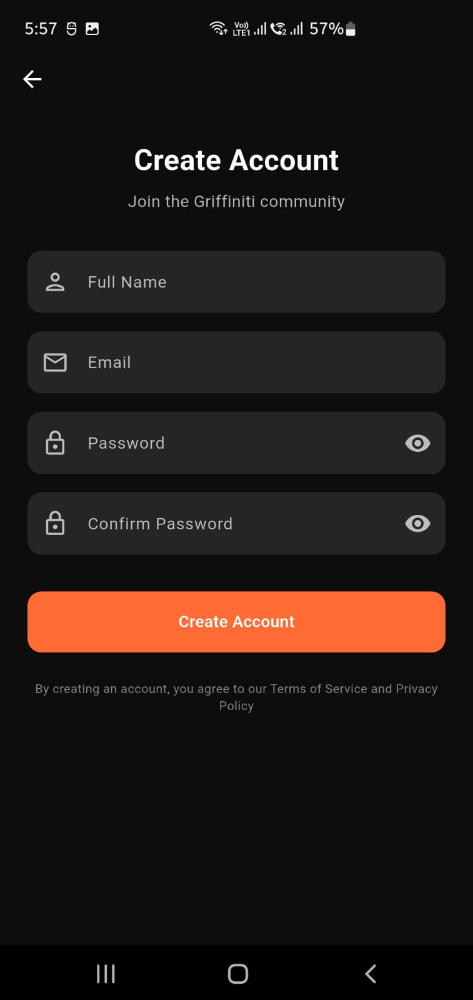 5:57 Vo)) LTE1 2 57%
Create Account
Join the Griffiniti community
Full Name
Email
Password
Confirm Password
Create Account
By creating an account, you agree to our Terms of Service and Privacy
Policy